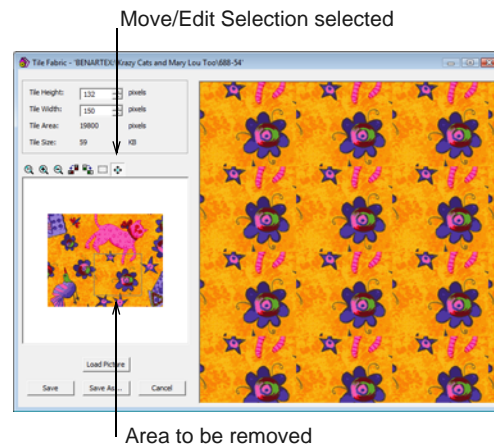 Move/Edit Selection selected
Tile Fabric - 'BENARTEX\Krazy Cats and Mary Lou Too\688-54'
Tile Height: 132 pixels
Tile Width: 150 pixels
Tile Area: 19800 pixels
Tile Size: 59 KB
Load Picture
Save Save As... Cancel
Area to be removed